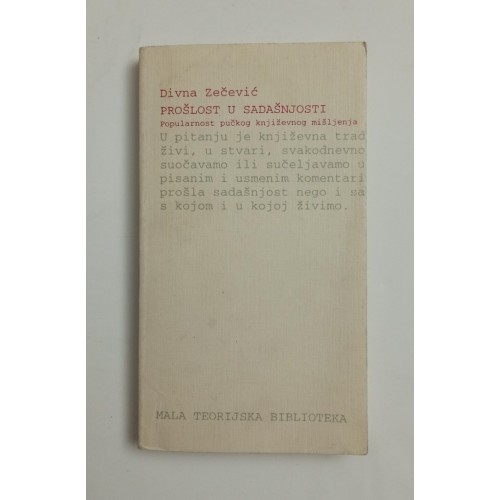 Divna Zečević
PROŠLOST U SADAŠNJOSTI
Popularnost pučkog književnog mišljenja
U pitanju je književna trad
živi, u stvari, svakodnevno
suočavamo ili sučeljavamo u
pisanim i usmenim komentari
prošla sadašnjost nego i sa
s kojom i u kojoj živimo.
MALA TEORIJSKA BIBLIOTEKA